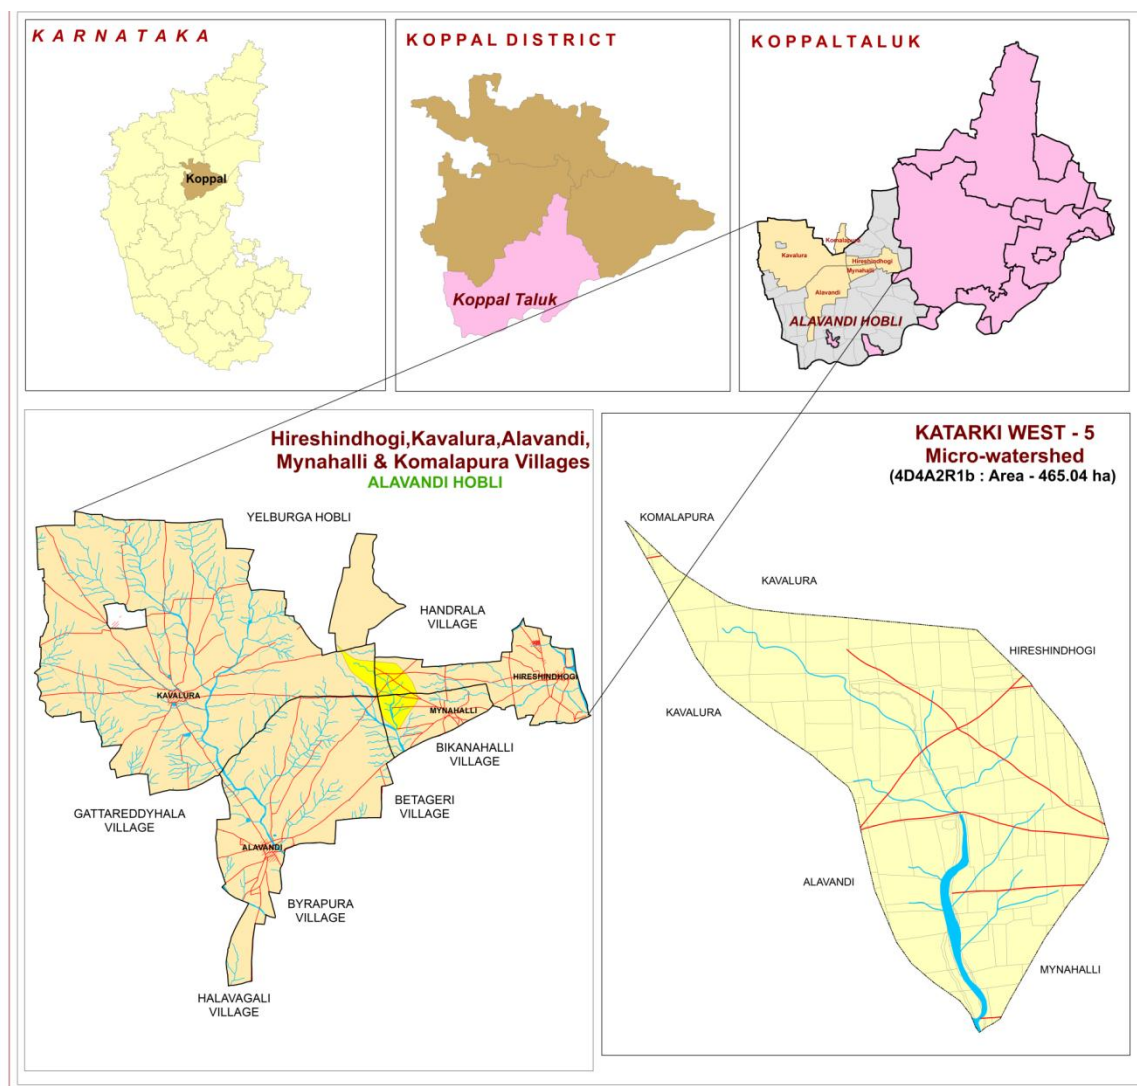 KARNATAKA
Koppal
KOPPAL DISTRICT
Koppal Taluk
KOPPAL TALUK
Komalapura
Kavalura
Hireshindhogi
Mynahalli
Alavandi
ALAVANDI HOBLI
Hireshindhogi,Kavalura,Alavandi,
Mynahalli & Komalapura Villages
ALAVANDI HOBLI
YELBURGA HOBLI
HANDRALA
VILLAGE
HIRESHINDHOGI
KAVALURA
MYNAHALLI
BIKANAHALLI
VILLAGE
BETAGERI
VILLAGE
GATTAREDDYHALA
VILLAGE
ALAVANDI
BYRAPURA
VILLAGE
HALAVAGALI
VILLAGE
KATARKI WEST - 5
Micro-watershed
(4D4A2R1b : Area - 465.04 ha)
KOMALAPURA
KAVALURA
HIRESHINDHOGI
KAVALURA
ALAVANDI
MYNAHALLI